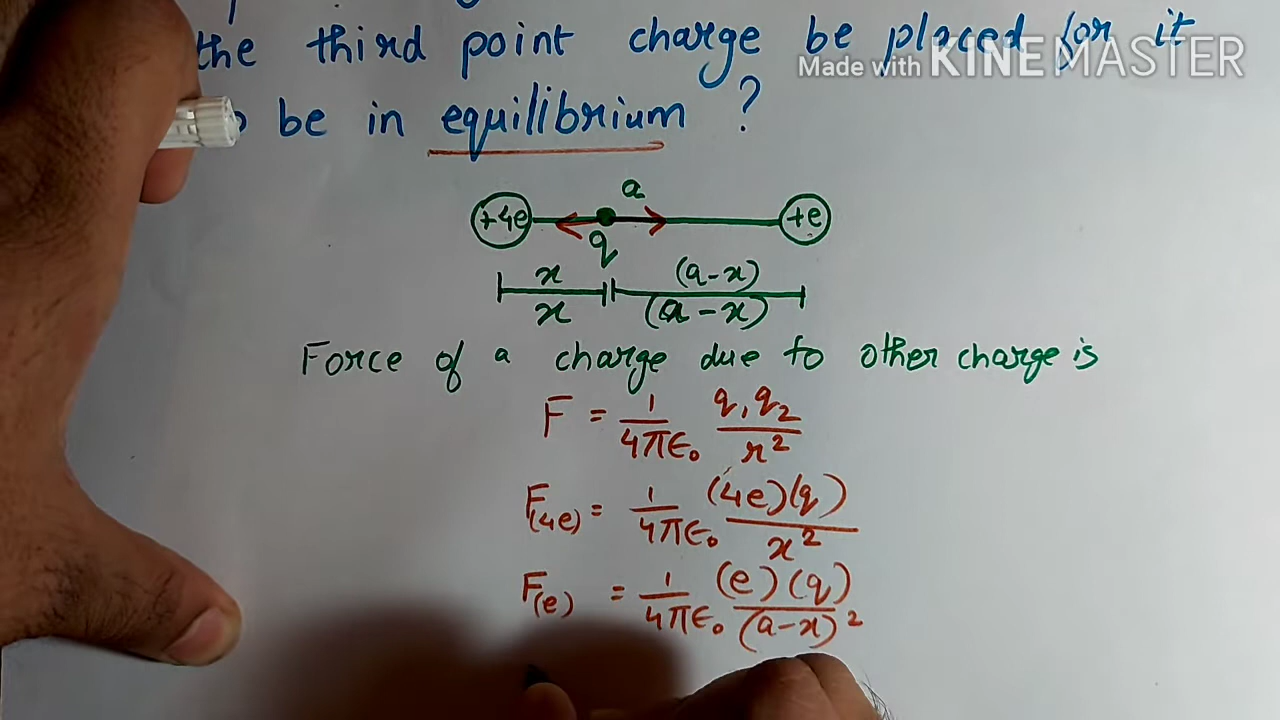 the third point charge be placed for it
be in equilibrium ?
Made with KINEMASTER
a
+4e +e
q
x (a-x)
x (a-x)
Force of a charge due to other charge is
F = 1/4πϵ₀ q₁q₂/r²
F(4e) = 1/4πϵ₀ (4e)(q)/x²
F(e) = 1/4πϵ₀ (e)(q)/(a-x)²